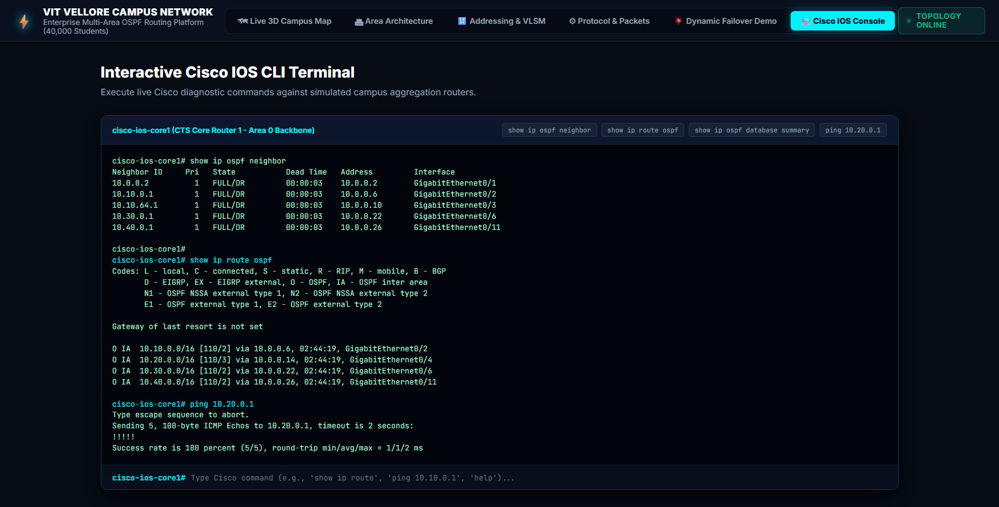 VIT VELLORE CAMPUS NETWORK
Enterprise Multi-Area OSPF Routing Platform
(40,000 Students)
Live 3D Campus Map
Area Architecture
Addressing & VLSM
Protocol & Packets
Dynamic Failover Demo
Cisco IOS Console
TOPOLOGY
ONLINE
Interactive Cisco IOS CLI Terminal
Execute live Cisco diagnostic commands against simulated campus aggregation routers.
cisco-ios-core1 (CTS Core Router 1 - Area 0 Backbone)
show ip ospf neighbor
show ip route ospf
show ip ospf database summary
ping 10.20.0.1
cisco-ios-core1# show ip ospf neighbor
Neighbor ID     Pri   State           Dead Time   Address         Interface
10.0.0.2          1   FULL/DR         00:00:03    10.0.0.2        GigabitEthernet0/1
10.10.0.1         1   FULL/DR         00:00:03    10.0.0.6        GigabitEthernet0/2
10.10.64.1        1   FULL/DR         00:00:03    10.0.0.10       GigabitEthernet0/3
10.30.0.1         1   FULL/DR         00:00:03    10.0.0.22       GigabitEthernet0/6
10.40.0.1         1   FULL/DR         00:00:03    10.0.0.26       GigabitEthernet0/11
cisco-ios-core1#
cisco-ios-core1# show ip route ospf
Codes: L - local, C - connected, S - static, R - RIP, M - mobile, B - BGP
       D - EIGRP, EX - EIGRP external, O - OSPF, IA - OSPF inter area
       N1 - OSPF NSSA external type 1, N2 - OSPF NSSA external type 2
       E1 - OSPF external type 1, E2 - OSPF external type 2
Gateway of last resort is not set
O IA  10.10.0.0/16 [110/2] via 10.0.0.6, 02:44:19, GigabitEthernet0/2
O IA  10.20.0.0/16 [110/3] via 10.0.0.14, 02:44:19, GigabitEthernet0/4
O IA  10.30.0.0/16 [110/2] via 10.0.0.22, 02:44:19, GigabitEthernet0/6
O IA  10.40.0.0/16 [110/2] via 10.0.0.26, 02:44:19, GigabitEthernet0/11
cisco-ios-core1# ping 10.20.0.1
Type escape sequence to abort.
Sending 5, 100-byte ICMP Echos to 10.20.0.1, timeout is 2 seconds:
!!!!!
Success rate is 100 percent (5/5), round-trip min/avg/max = 1/1/2 ms
cisco-ios-core1# Type Cisco command (e.g., 'show ip route', 'ping 10.10.0.1', 'help')...